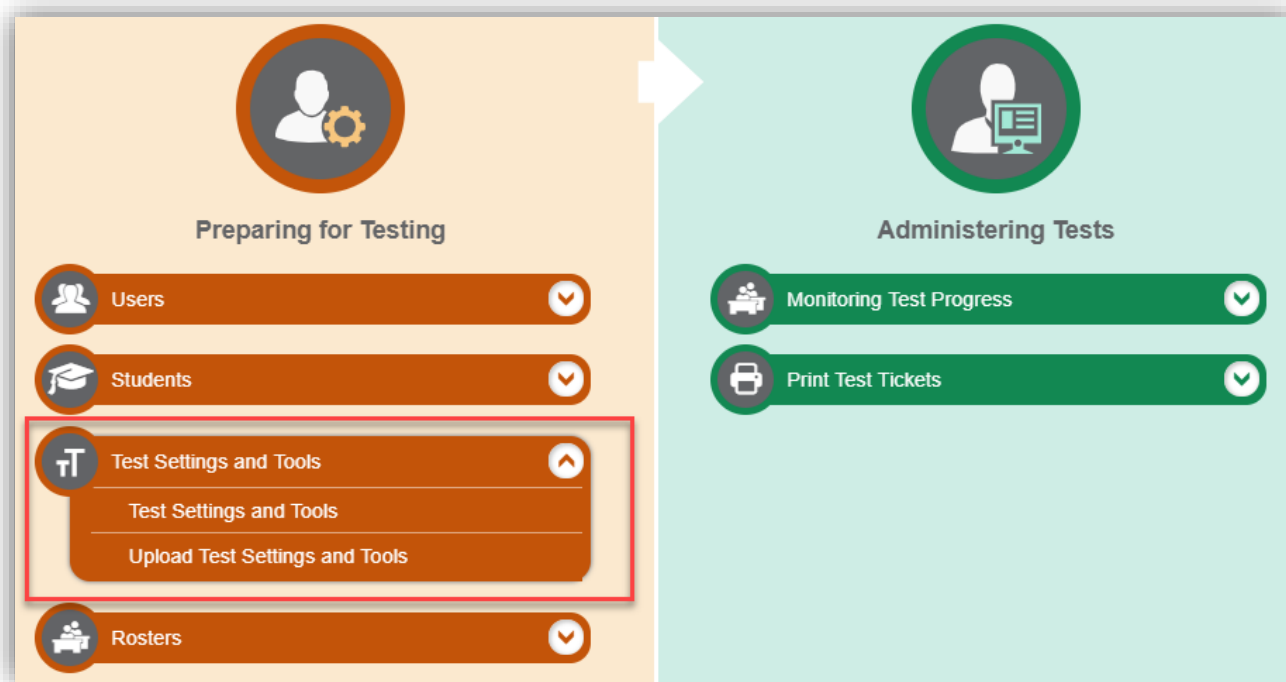 Preparing for Testing
Users
Students
Test Settings and Tools
Test Settings and Tools
Upload Test Settings and Tools
Rosters
Administering Tests
Monitoring Test Progress
Print Test Tickets